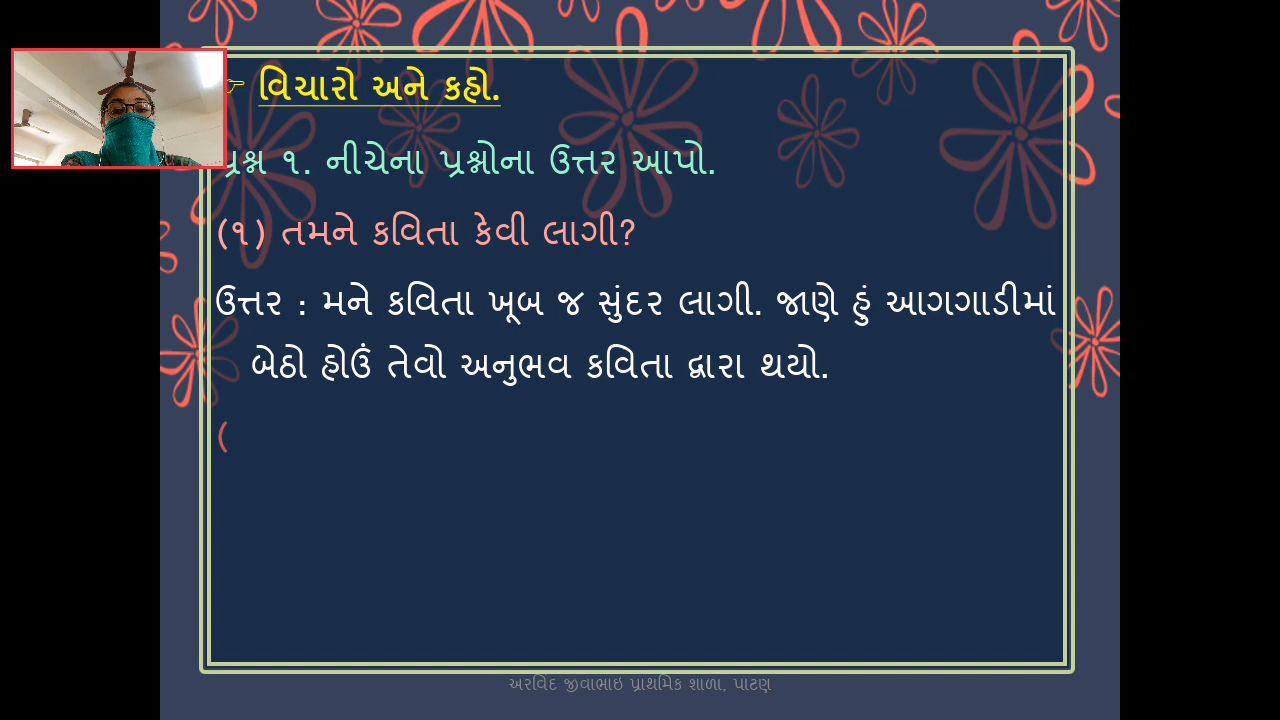 ☞ વિચારો અને કહો.
પ્રશ્ન ૧. નીચેના પ્રશ્નોના ઉત્તર આપો.
(૧) તમને કવિતા કેવી લાગી?
ઉત્તર : મને કવિતા ખૂબ જ સુંદર લાગી. જાણે હું આગગાડીમાં
બેઠો હોઉં તેવો અનુભવ કવિતા દ્વારા થયો.
(
અરવિંદ જીવાભાઇ પ્રાથમિક શાળા, પાટણ